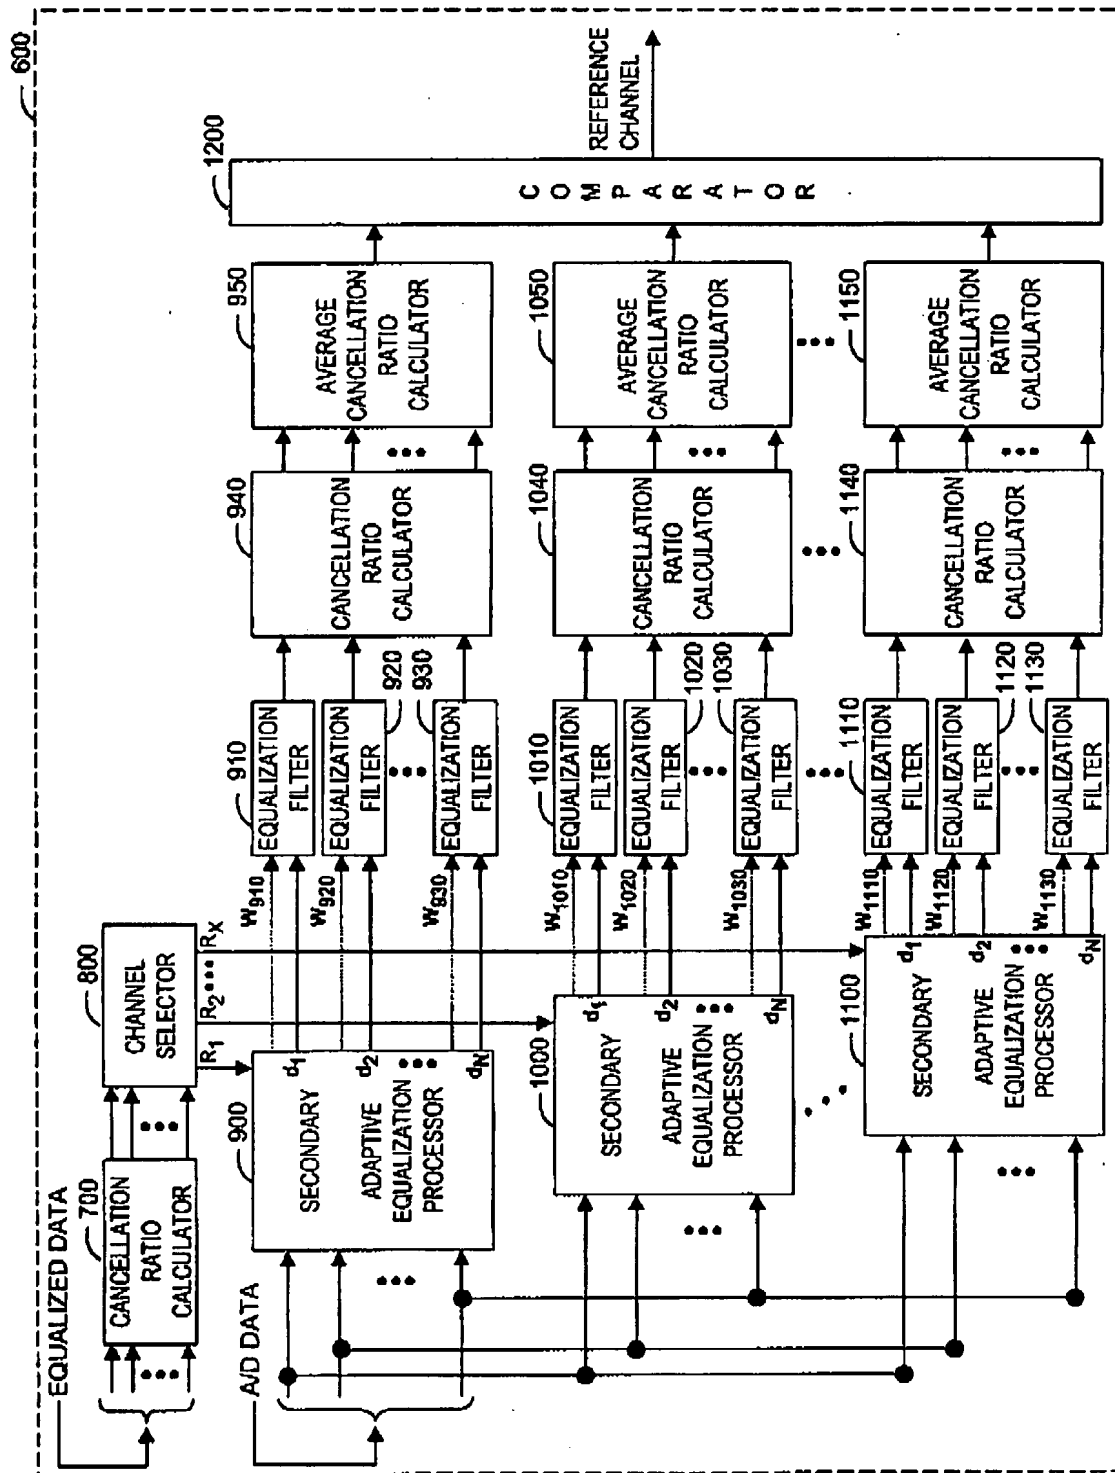 600
EQUALIZED DATA
700
CANCELLATION
RATIO
CALCULATOR
800
CHANNEL
SELECTOR
R1
R2
RX
A/D DATA
900
SECONDARY
ADAPTIVE
EQUALIZATION
PROCESSOR
d1
d2
dN
W910
W920
W930
910
EQUALIZATION
FILTER
EQUALIZATION
FILTER
920
930
EQUALIZATION
FILTER
940
CANCELLATION
RATIO
CALCULATOR
950
AVERAGE
CANCELLATION
RATIO
CALCULATOR
1000
SECONDARY
ADAPTIVE
EQUALIZATION
PROCESSOR
d1
d2
dN
W1010
W1020
W1030
1010
EQUALIZATION
FILTER
EQUALIZATION
FILTER
1020
1030
EQUALIZATION
FILTER
1040
CANCELLATION
RATIO
CALCULATOR
1050
AVERAGE
CANCELLATION
RATIO
CALCULATOR
1100
SECONDARY
ADAPTIVE
EQUALIZATION
PROCESSOR
d1
d2
dN
W1110
W1120
W1130
1110
EQUALIZATION
FILTER
EQUALIZATION
FILTER
1120
1130
EQUALIZATION
FILTER
1140
CANCELLATION
RATIO
CALCULATOR
1150
AVERAGE
CANCELLATION
RATIO
CALCULATOR
1200
COMPARATOR
REFERENCE
CHANNEL